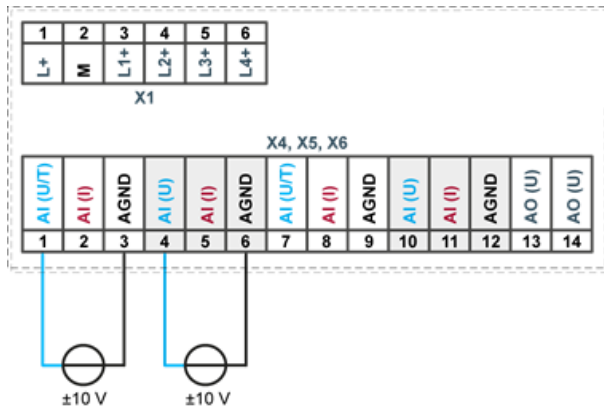 1 2 3 4 5 6
L+ M L1+ L2+ L3+ L4+
X1
X4, X5, X6
AI (U/T) AI (I) AGND AI (U) AI (I) AGND AI (U/T) AI (I) AGND AI (U) AI (I) AGND AO (U) AO (U)
1 2 3 4 5 6 7 8 9 10 11 12 13 14
±10 V ±10 V